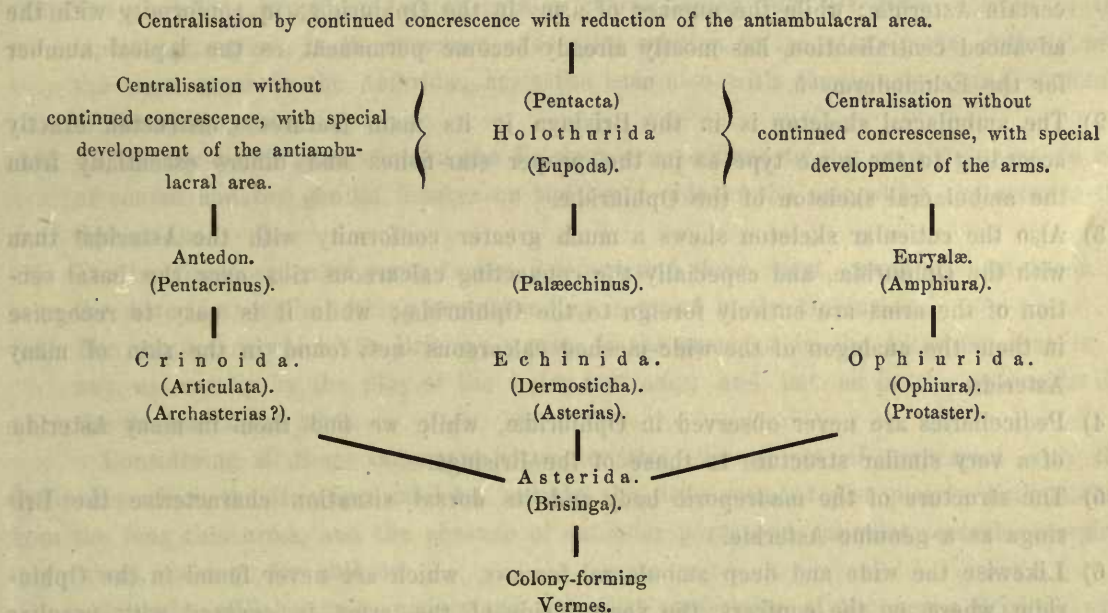 Centralisation by continued concrescence with reduction of the antiambulacral area.
Centralisation without
continued concrescence, with special
development of the antiambu-
lacral area.
(Pentacta)
Holothurida
(Eupoda).
Centralisation without
continued concrescense, with special
development of the arms.
Antedon.
(Pentacrinus).
(Palæechinus).
Euryalæ.
(Amphiura).
Crinoida.
(Articulata).
(Archasterias?).
Echinida.
(Dermosticha).
(Asterias).
Ophinrida.
(Ophiura).
(Protaster).
Asterida.
(Brisinga).
Colony-forming
Vermes.